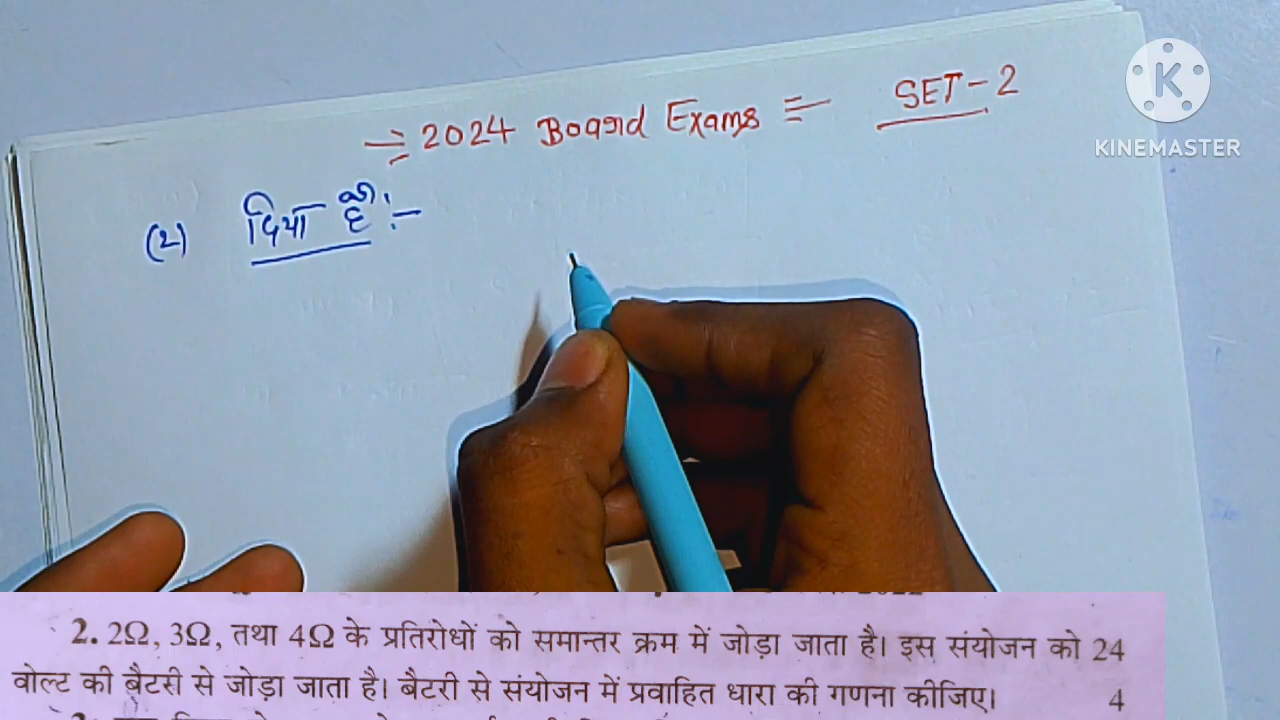 ⇒ 2024 Board Exams = SET-2
KINEMASTER
(2) दिया है:-
2. 2Ω, 3Ω, तथा 4Ω के प्रतिरोधों को समान्तर क्रम में जोड़ा जाता है। इस संयोजन को 24
वोल्ट की बैटरी से जोड़ा जाता है। बैटरी से संयोजन में प्रवाहित धारा की गणना कीजिए। 4